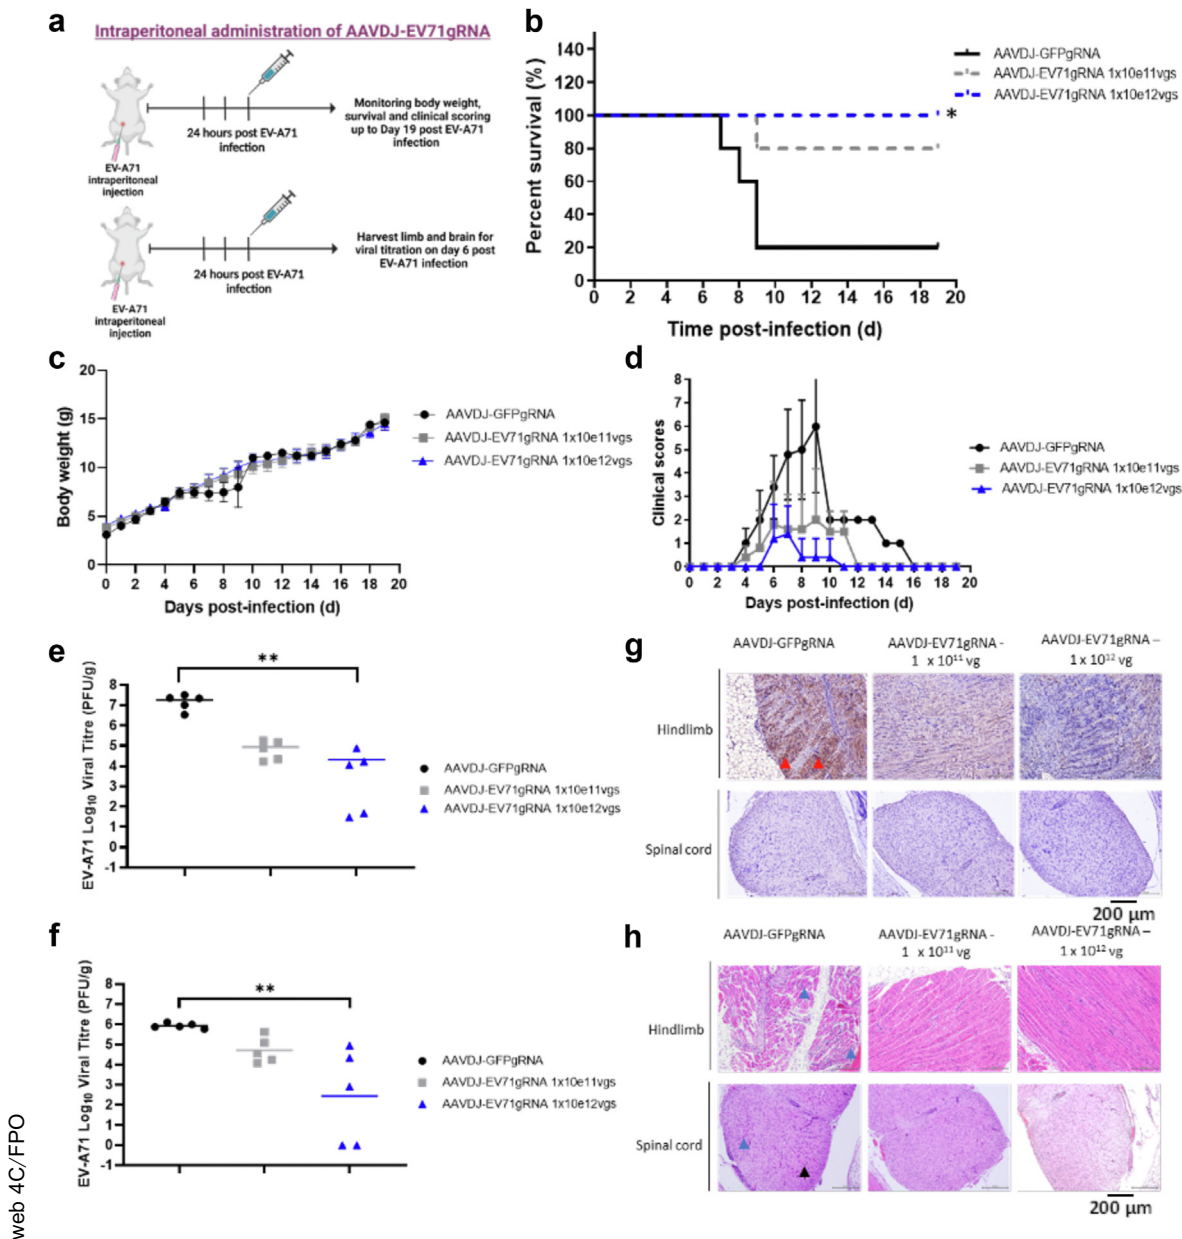 a
Intraperitoneal administration of AAVDJ-EV71gRNA
24 hours post EV-A71
infection
Monitoring body weight,
survival and clinical scoring
up to Day 19 post EV-A71
infection
EV-A71
intraperitoneal
injection
24 hours post EV-A71
infection
Harvest limb and brain for
viral titration on day 6 post
EV-A71 infection
EV-A71
intraperitoneal
injection
b
Percent survival (%)
140
120
100
80
60
40
20
0
0 2 4 6 8 10 12 14 16 18 20
Time post-infection (d)
AAVDJ-GFPgRNA
AAVDJ-EV71gRNA 1x10e11vgs
AAVDJ-EV71gRNA 1x10e12vgs
*
c
Body weight (g)
20
15
10
5
0
0 2 4 6 8 10 12 14 16 18 20
Days post-infection (d)
AAVDJ-GFPgRNA
AAVDJ-EV71gRNA 1x10e11vgs
AAVDJ-EV71gRNA 1x10e12vgs
d
Clinical scores
8
7
6
5
4
3
2
1
0
0 2 4 6 8 10 12 14 16 18 20
Days post-infection (d)
AAVDJ-GFPgRNA
AAVDJ-EV71gRNA 1x10e11vgs
AAVDJ-EV71gRNA 1x10e12vgs
e
EV-A71 Log10 Viral Titre (PFU/g)
8
7
6
5
4
3
2
1
0
-1
**
AAVDJ-GFPgRNA
AAVDJ-EV71gRNA 1x10e11vgs
AAVDJ-EV71gRNA 1x10e12vgs
f
EV-A71 Log10 Viral Titre (PFU/g)
8
7
6
5
4
3
2
1
0
-1
**
AAVDJ-GFPgRNA
AAVDJ-EV71gRNA 1x10e11vgs
AAVDJ-EV71gRNA 1x10e12vgs
g
AAVDJ-GFPgRNA
AAVDJ-EV71gRNA -
1 x 10¹¹ vg
AAVDJ-EV71gRNA –
1 x 10¹² vg
Hindlimb
Spinal cord
200 μm
h
AAVDJ-GFPgRNA
AAVDJ-EV71gRNA -
1 x 10¹¹ vg
AAVDJ-EV71gRNA –
1 x 10¹² vg
Hindlimb
Spinal cord
200 μm
web 4C/FPO